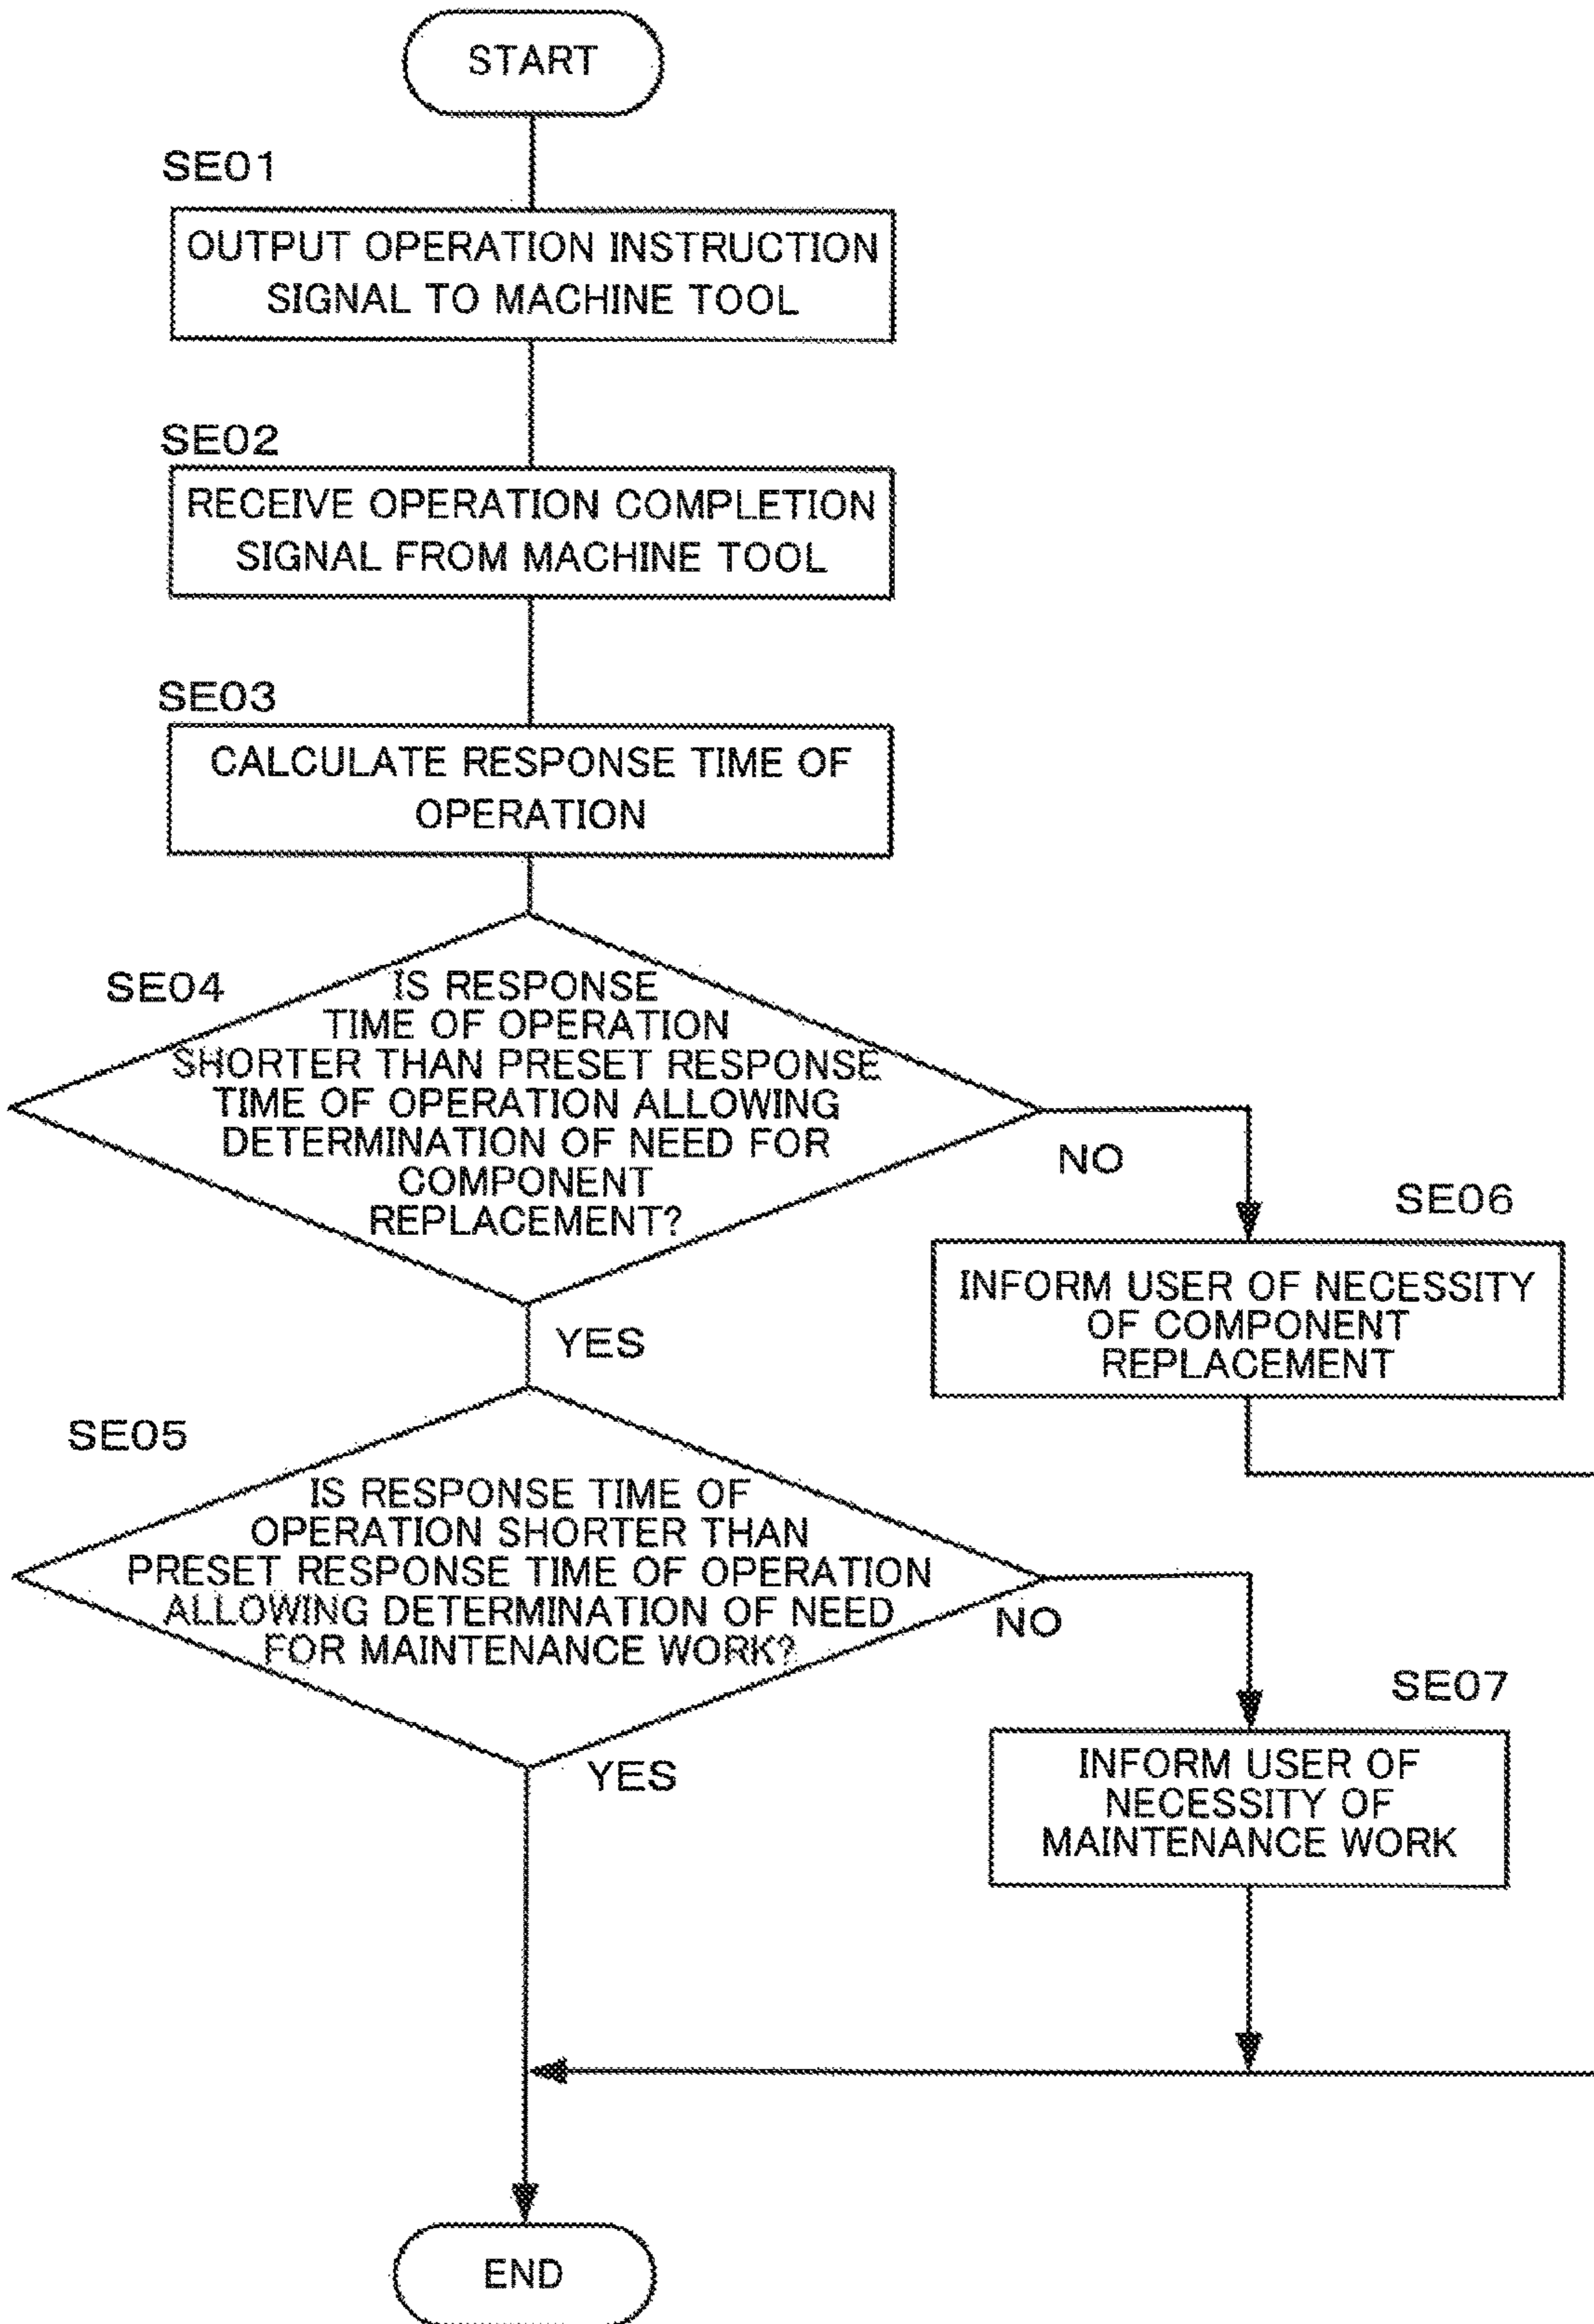 START
SE01
OUTPUT OPERATION INSTRUCTION
SIGNAL TO MACHINE TOOL
SE02
RECEIVE OPERATION COMPLETION
SIGNAL FROM MACHINE TOOL
SE03
CALCULATE RESPONSE TIME OF
OPERATION
SE04
IS RESPONSE
TIME OF OPERATION
SHORTER THAN PRESET RESPONSE
TIME OF OPERATION ALLOWING
DETERMINATION OF NEED FOR
COMPONENT
REPLACEMENT?
NO
SE06
INFORM USER OF NECESSITY
OF COMPONENT
REPLACEMENT
YES
SE05
IS RESPONSE TIME OF
OPERATION SHORTER THAN
PRESET RESPONSE TIME OF OPERATION
ALLOWING DETERMINATION OF NEED
FOR MAINTENANCE WORK?
NO
SE07
INFORM USER OF
NECESSITY OF
MAINTENANCE WORK
YES
END